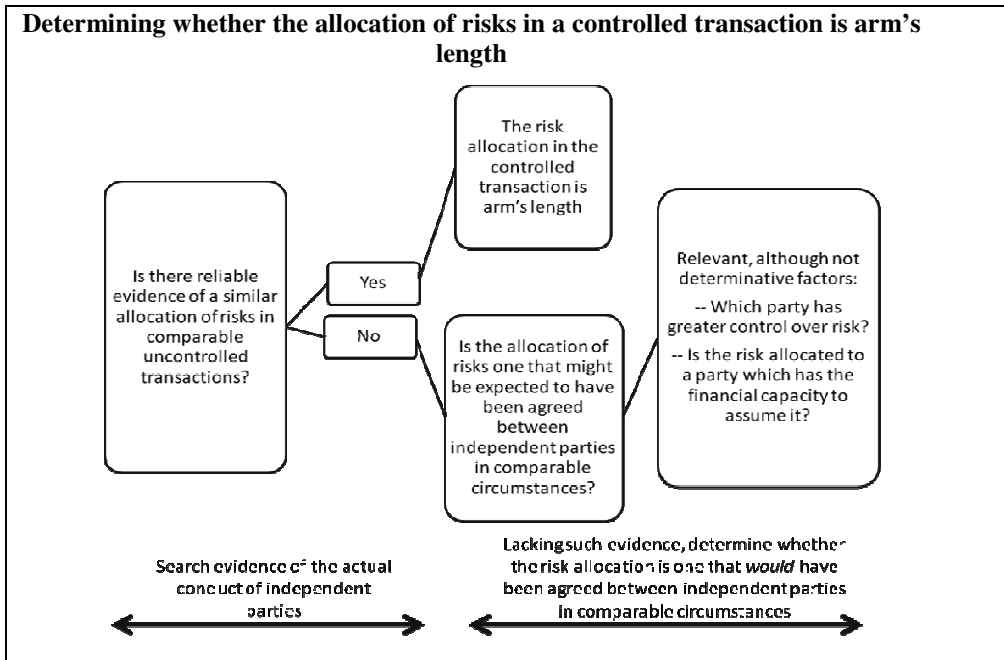 Determining whether the allocation of risks in a controlled transaction is arm's
length
The risk
allocation in the
controlled
transaction is
arm's length
Is there reliable
evidence of a similar
allocation of risks in
comparable
uncontrolled
transactions?
Yes
No
Is the allocation of
risks one that might
be expected to have
been agreed
between
independent parties
in comparable
circumstances?
Relevant, although not
determinative factors:
-- Which party has
greater control over risk?
-- Is the risk allocated to
a party which has the
financial capacity to
assume it?
Search evidence of the actual
conduct of independent
parties
Lacking such evidence, determine whether
the risk allocation is one that would have
been agreed between independent parties
in comparable circumstances